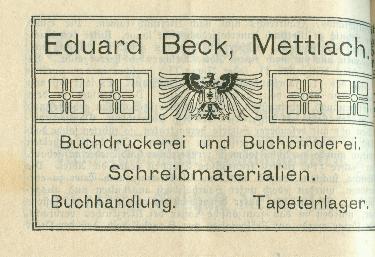 Eduard Beck, Mettlach.
Buchdruckerei und Buchbinderei.
Schreibmaterialien.
Buchhandlung. Tapetenlager.